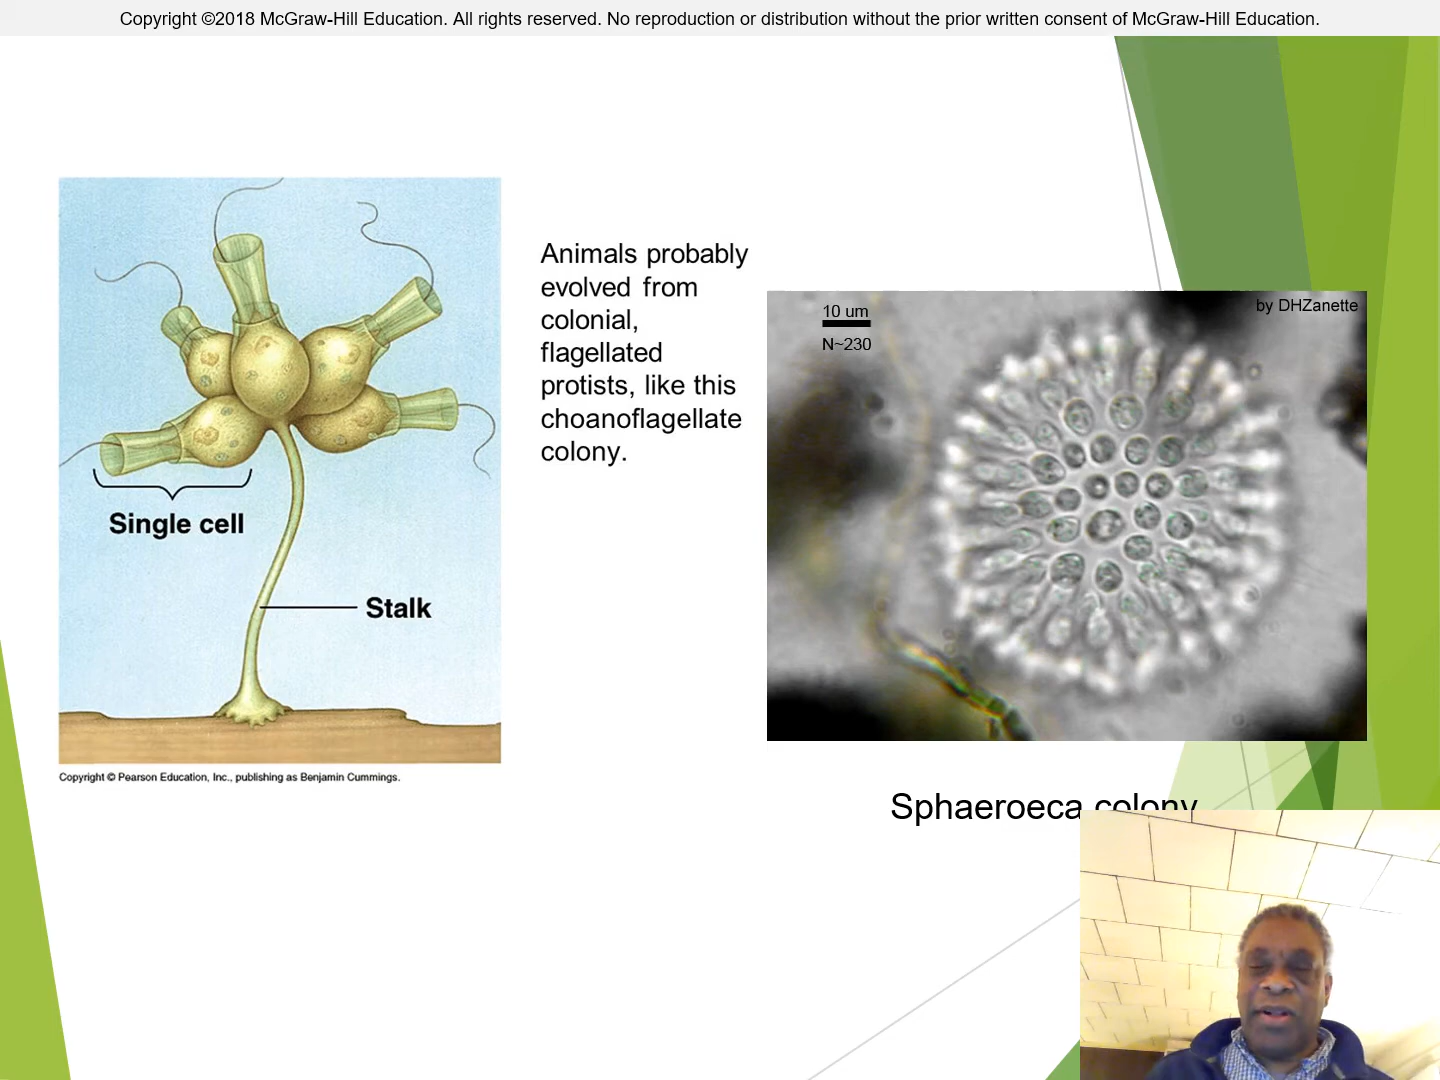 Copyright ©2018 McGraw-Hill Education. All rights reserved. No reproduction or distribution without the prior written consent of McGraw-Hill Education.
Single cell
Stalk
Copyright © Pearson Education, Inc., publishing as Benjamin Cummings.
Animals probably
evolved from
colonial,
flagellated
protists, like this
choanoflagellate
colony.
10 um
N~230
by DHZanette
Sphaeroeca colony